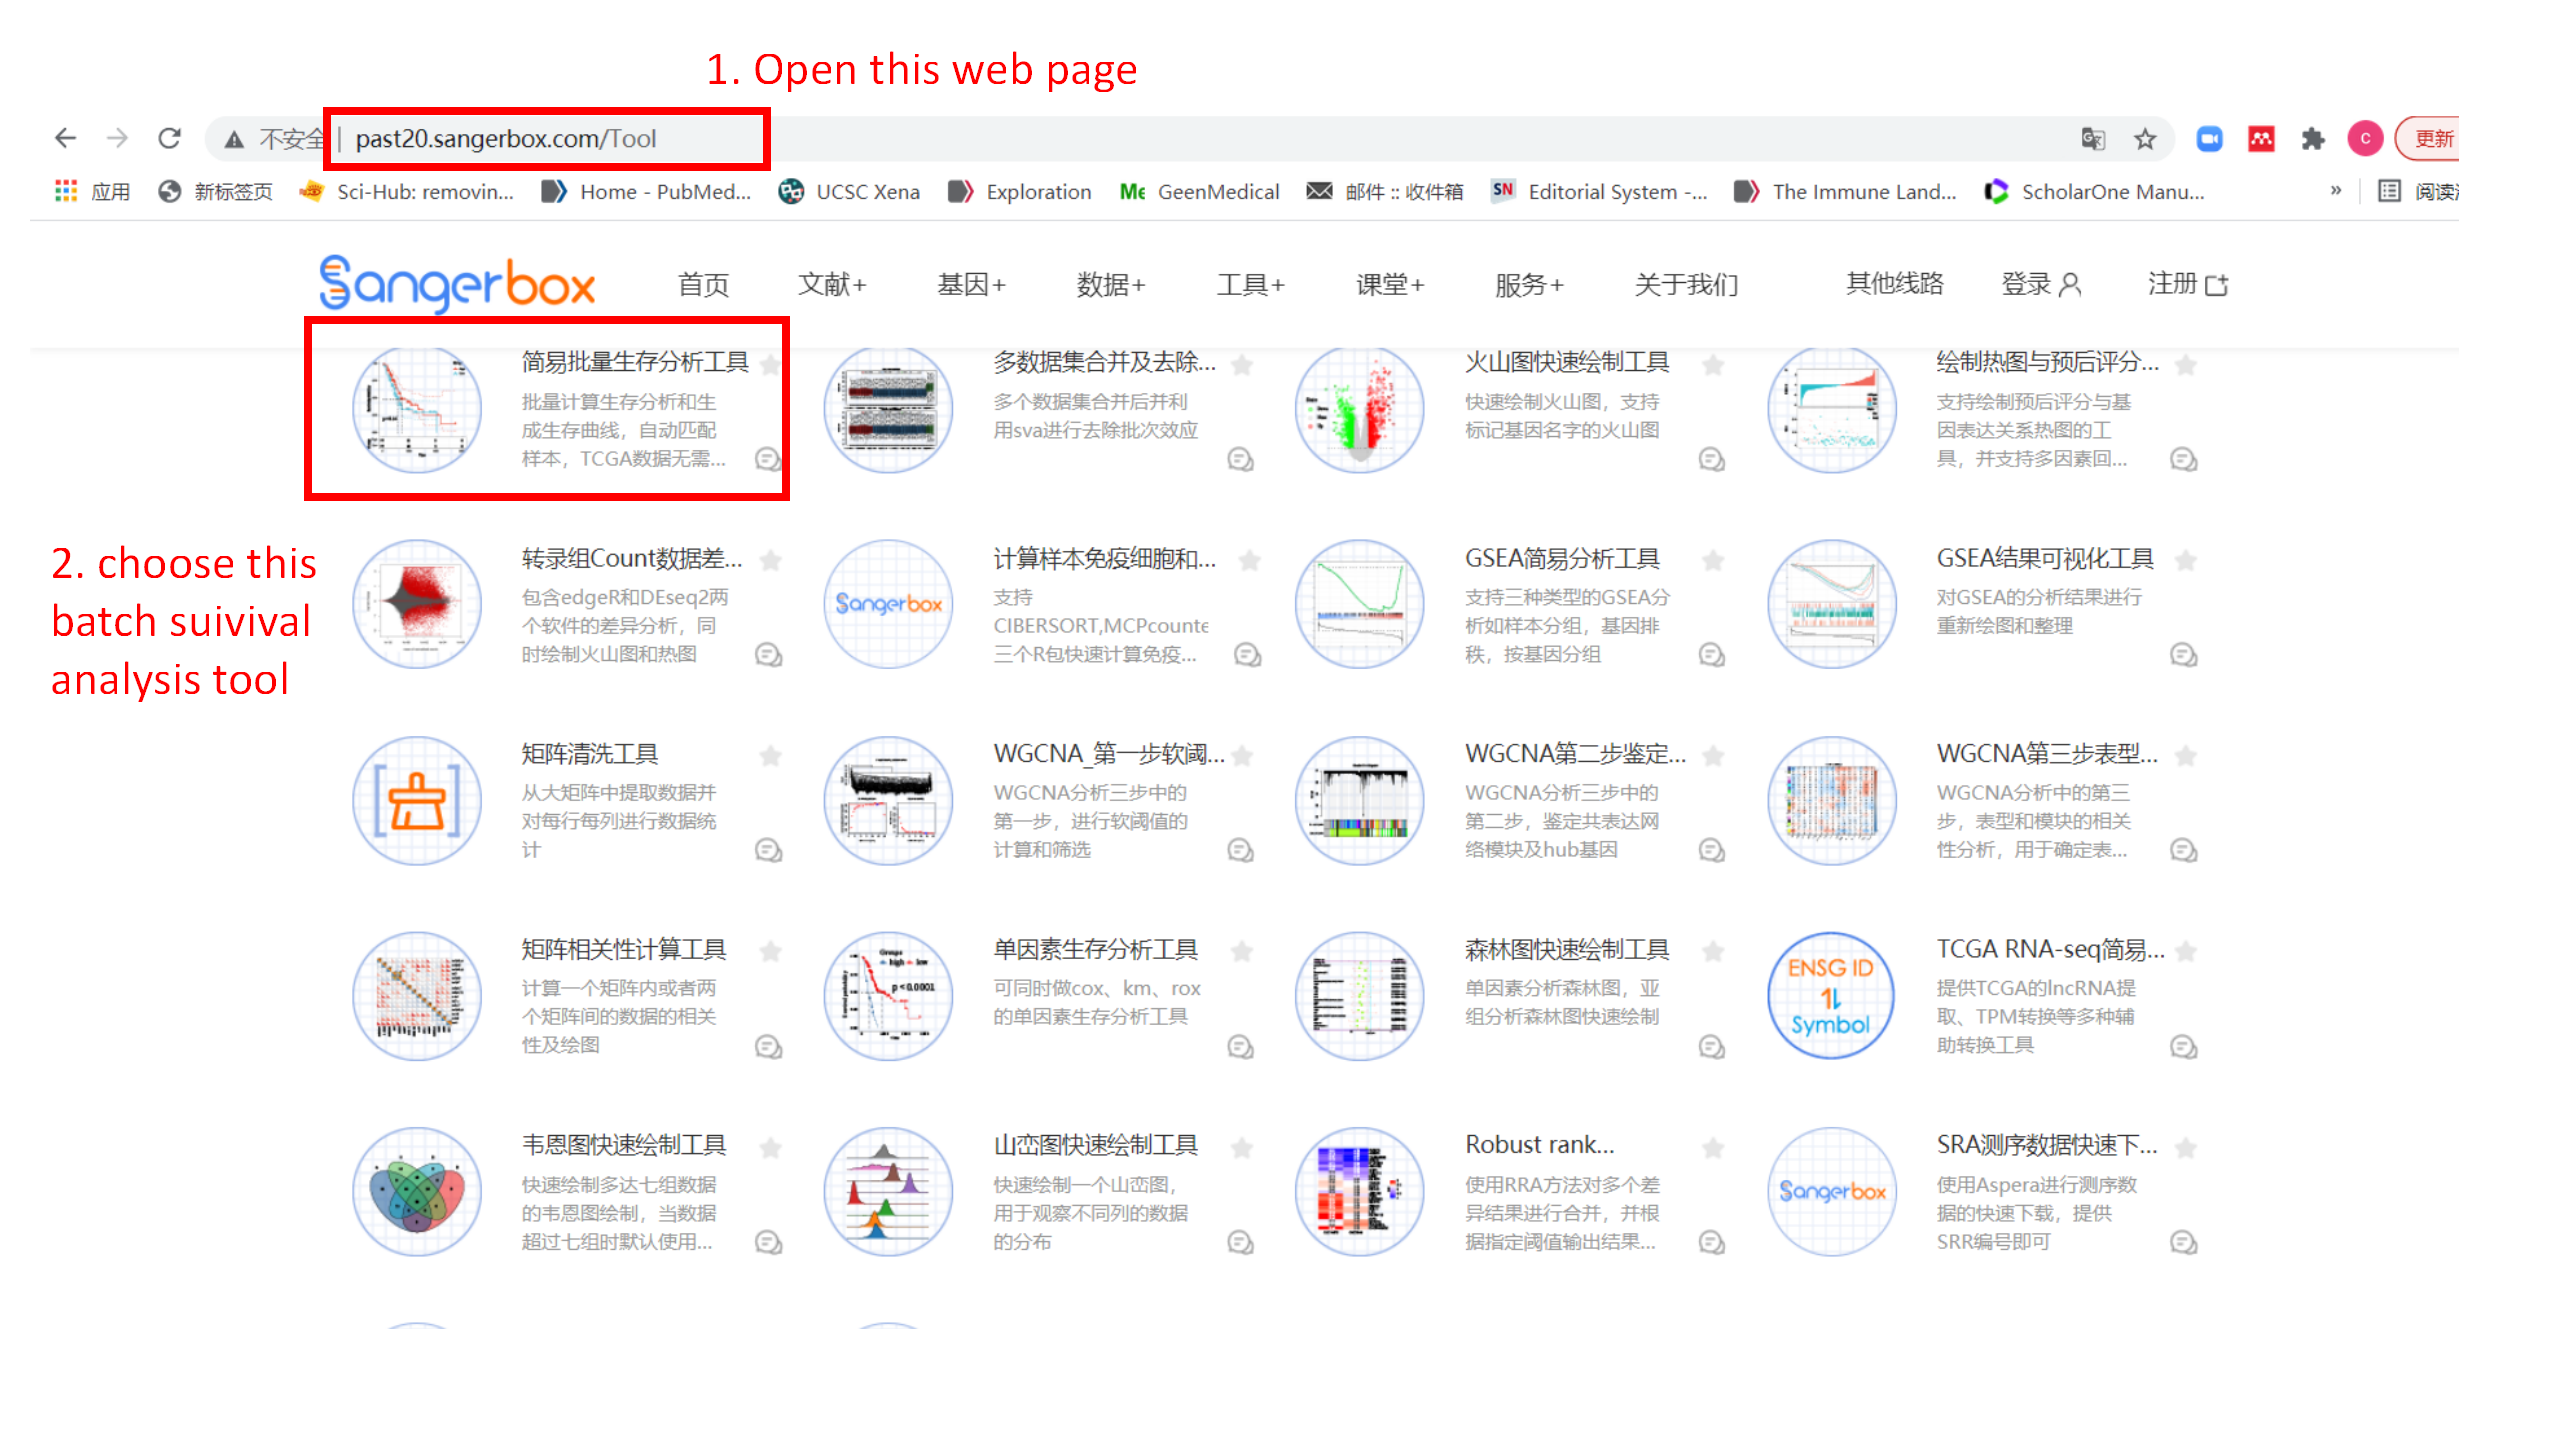 1. Open this web page
不安全 past20.sangerbox.com/Tool
更新
应用 新标签页 Sci-Hub: removin... Home - PubMed... UCSC Xena Exploration GeenMedical 邮件 :: 收件箱 SN Editorial System -... The Immune Land... ScholarOne Manu... » 阅读
Sangerbox 首页 文献+ 基因+ 数据+ 工具+ 课堂+ 服务+ 关于我们 其他线路 登录 注册
简易批量生存分析工具
批量计算生存分析和生
成生存曲线，自动匹配
样本，TCGA数据无需...
多数据集合并及去除...
多个数据集合并后并利
用sva进行去除批次效应
火山图快速绘制工具
快速绘制火山图，支持
标记基因名字的火山图
绘制热图与预后评分...
支持绘制预后评分与基
因表达关系热图的工
具，并支持多因素回...
2. choose this
batch suivival
analysis tool
转录组Count数据差...
包含edgeR和DEseq2两
个软件的差异分析，同
时绘制火山图和热图
Sangerbox
计算样本免疫细胞和...
支持
CIBERSORT,MCPcounte
三个R包快速计算免疫...
GSEA简易分析工具
支持三种类型的GSEA分
析如样本分组，基因排
秩，按基因分组
GSEA结果可视化工具
对GSEA的分析结果进行
重新绘图和整理
矩阵清洗工具
从大矩阵中提取数据并
对每行每列进行数据统
计
WGCNA_第一步软阈...
WGCNA分析三步中的
第一步，进行软阈值的
计算和筛选
WGCNA第二步鉴定...
WGCNA分析三步中的
第二步，鉴定共表达网
络模块及hub基因
WGCNA第三步表型...
WGCNA分析中的第三
步，表型和模块的相关
性分析，用于确定表...
矩阵相关性计算工具
计算一个矩阵内或者两
个矩阵间的数据的相关
性及绘图
Groups
high low
p<0.0001
单因素生存分析工具
可同时做cox、km、rox
的单因素生存分析工具
森林图快速绘制工具
单因素分析森林图，亚
组分析森林图快速绘制
ENSG ID
Symbol
TCGA RNA-seq简易...
提供TCGA的lncRNA提
取、TPM转换等多种辅
助转换工具
韦恩图快速绘制工具
快速绘制多达七组数据
的韦恩图绘制，当数据
超过七组时默认使用...
山峦图快速绘制工具
快速绘制一个山峦图，
用于观察不同列的数据
的分布
Robust rank...
使用RRA方法对多个差
异结果进行合并，并根
据指定阈值输出结果...
Sangerbox
SRA测序数据快速下...
使用Aspera进行测序数
据的快速下载，提供
SRR编号即可